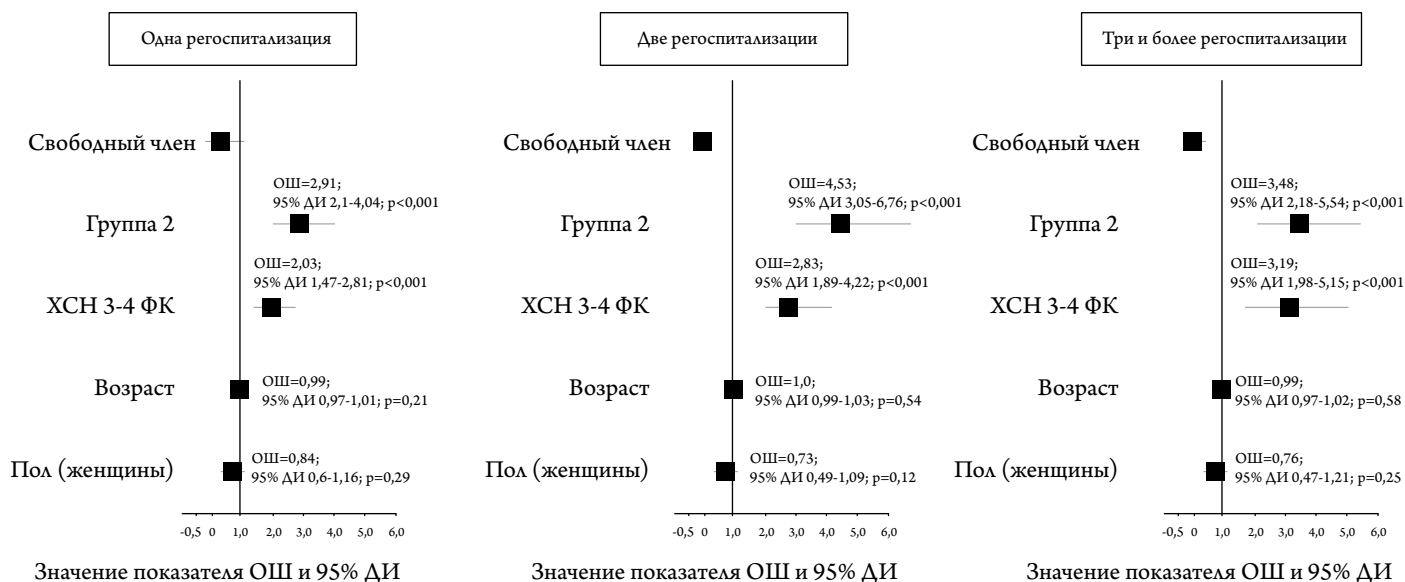 Одна регоспитализация
Свободный член
ОШ=2,91;
95% ДИ 2,1-4,04; p<0,001
Группа 2
ОШ=2,03;
95% ДИ 1,47-2,81; p<0,001
ХСН 3-4 ФК
ОШ=0,99;
95% ДИ 0,97-1,01; p=0,21
Возраст
ОШ=0,84;
95% ДИ 0,6-1,16; p=0,29
Пол (женщины)
-0,5 0 1,0 2,0 3,0 4,0 5,0 6,0
Значение показателя ОШ и 95% ДИ
Две регоспитализации
Свободный член
ОШ=4,53;
95% ДИ 3,05-6,76; p<0,001
Группа 2
ОШ=2,83;
95% ДИ 1,89-4,22; p<0,001
ХСН 3-4 ФК
ОШ=1,0;
95% ДИ 0,99-1,03; p=0,54
Возраст
ОШ=0,73;
95% ДИ 0,49-1,09; p=0,12
Пол (женщины)
-0,5 0 1,0 2,0 3,0 4,0 5,0 6,0
Значение показателя ОШ и 95% ДИ
Три и более регоспитализации
Свободный член
ОШ=3,48;
95% ДИ 2,18-5,54; p<0,001
Группа 2
ОШ=3,19;
95% ДИ 1,98-5,15; p<0,001
ХСН 3-4 ФК
ОШ=0,99;
95% ДИ 0,97-1,02; p=0,58
Возраст
ОШ=0,76;
95% ДИ 0,47-1,21; p=0,25
Пол (женщины)
-0,5 0 1,0 2,0 3,0 4,0 5,0 6,0
Значение показателя ОШ и 95% ДИ